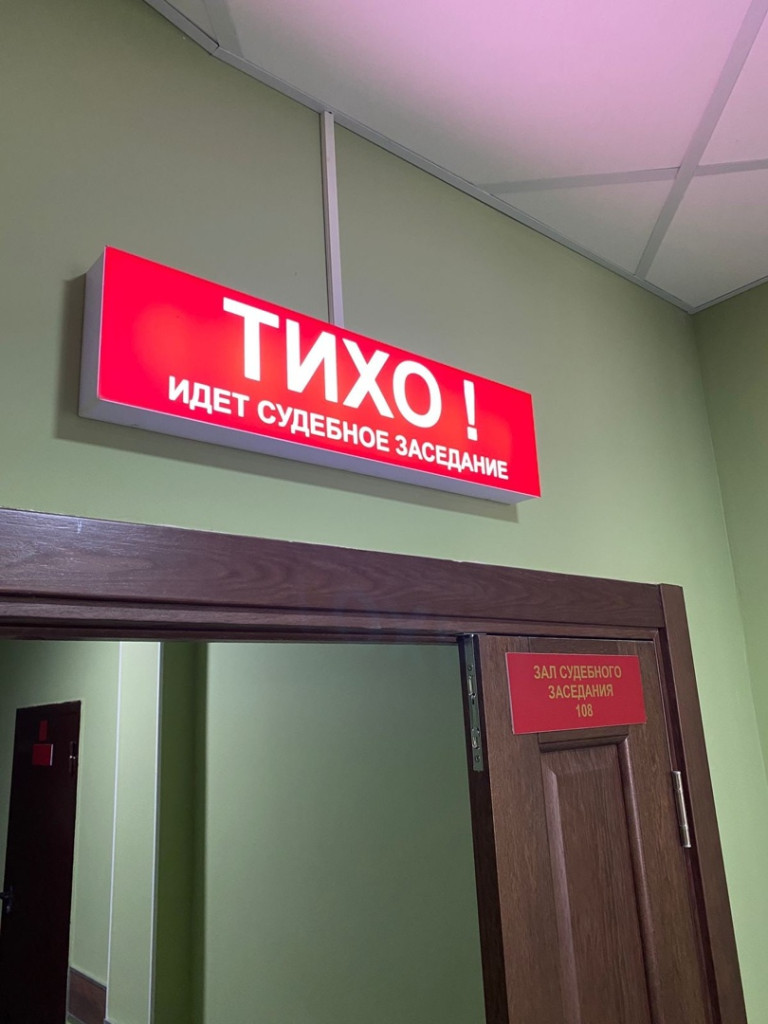 ТИХО !
ИДЕТ СУДЕБНОЕ ЗАСЕДАНИЕ
ЗАЛ СУДЕБНОГО
ЗАСЕДАНИЯ
108